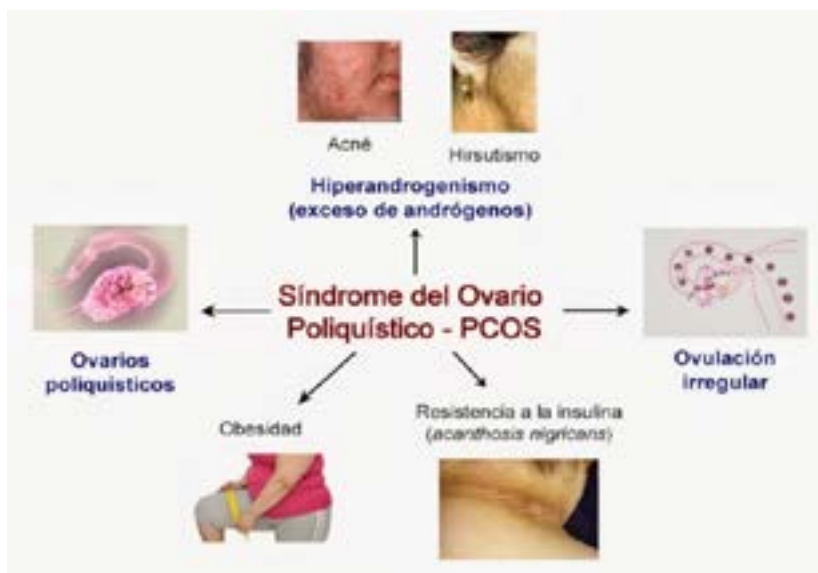 Acné
Hirsutismo
Hiperandrogenismo
(exceso de andrógenos)
Síndrome del Ovario
Poliquístico - PCOS
Ovarios
poliquísticos
Ovulación
irregular
Obesidad
Resistencia a la insulina
(acanthosis nigricans)